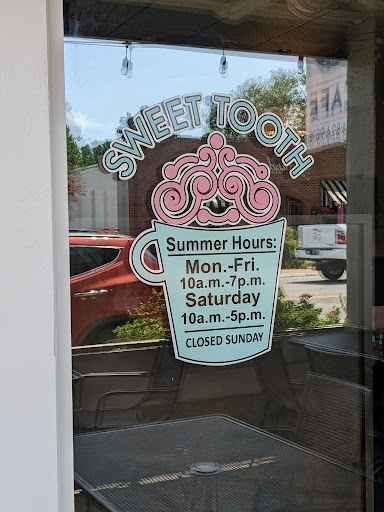 SWEET TOOTH
Summer Hours:
Mon.-Fri.
10a.m.-7p.m.
Saturday
10a.m.-5p.m.
CLOSED SUNDAY